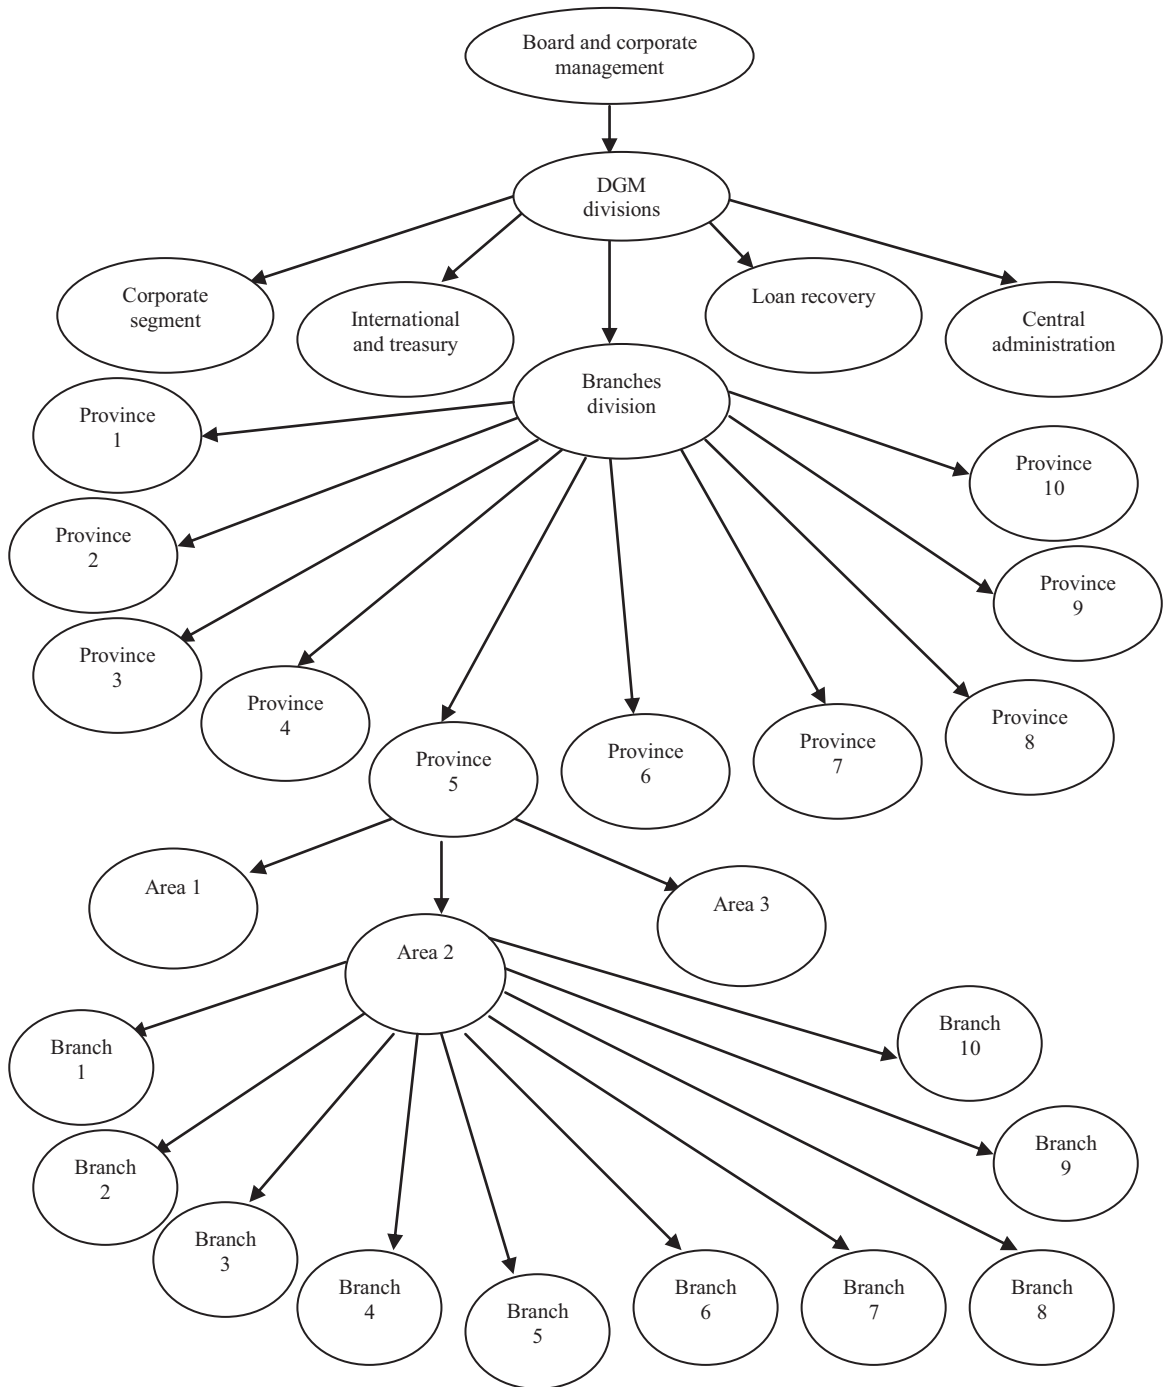 Board and corporate
management
DGM
divisions
Corporate
segment
International
and treasury
Loan recovery
Central
administration
Branches
division
Province
1
Province
2
Province
3
Province
4
Province
5
Province
6
Province
7
Province
8
Province
9
Province
10
Area 1
Area 2
Area 3
Branch
1
Branch
2
Branch
3
Branch
4
Branch
5
Branch
6
Branch
7
Branch
8
Branch
9
Branch
10